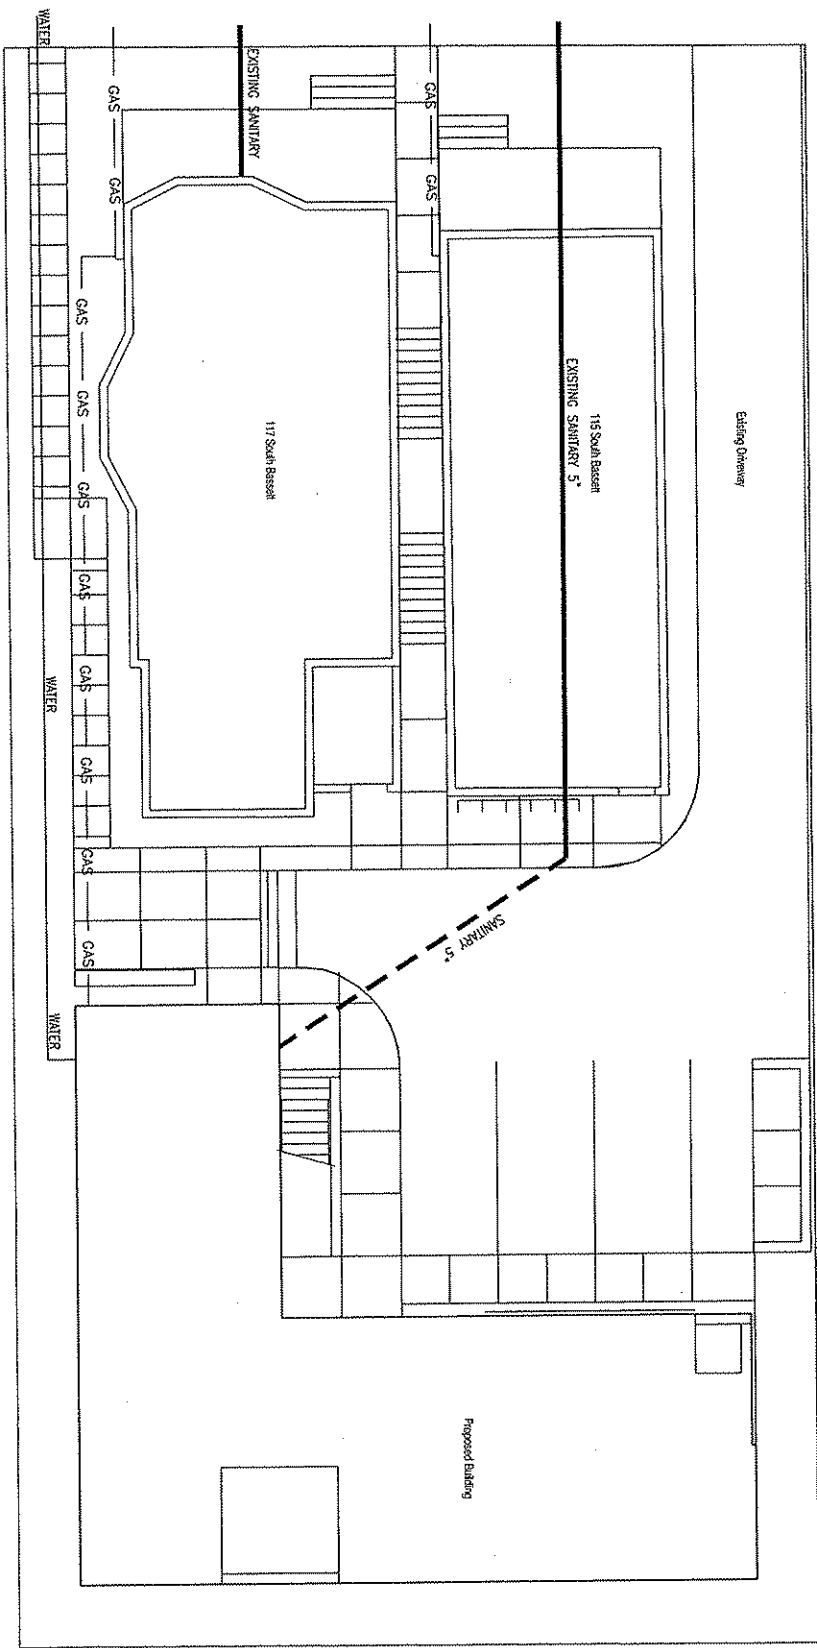 WATER
EXISTING SANITARY
GAS
GAS
GAS
GAS
GAS
GAS
GAS
GAS
GAS
GAS
GAS
GAS
GAS
EXISTING SANITARY 5"
115 South Bassett
117 South Bassett
Existing Driveway
WATER
SANITARY 5"
WATER
Proposed Building